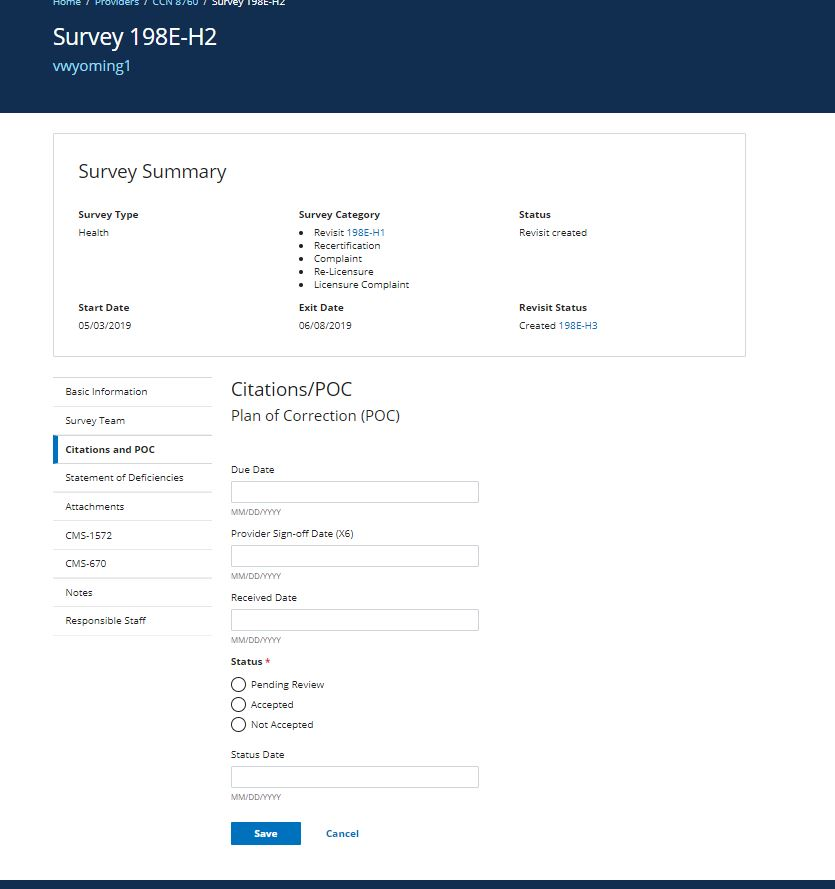 Home / Providers / CCN 8760 / Survey 198E-H2
Survey 198E-H2
vwyoming1
Survey Summary
Survey Type
Health
Survey Category
• Revisit 198E-H1
• Recertification
• Complaint
• Re-Licensure
• Licensure Complaint
Status
Revisit created
Start Date
05/03/2019
Exit Date
06/08/2019
Revisit Status
Created 198E-H3
Basic Information
Survey Team
Citations and POC
Statement of Deficiencies
Attachments
CMS-1572
CMS-670
Notes
Responsible Staff
Citations/POC
Plan of Correction (POC)
Due Date
MM/DD/YYYY
Provider Sign-off Date (X6)
MM/DD/YYYY
Received Date
MM/DD/YYYY
Status *
Pending Review
Accepted
Not Accepted
Status Date
MM/DD/YYYY
Save Cancel